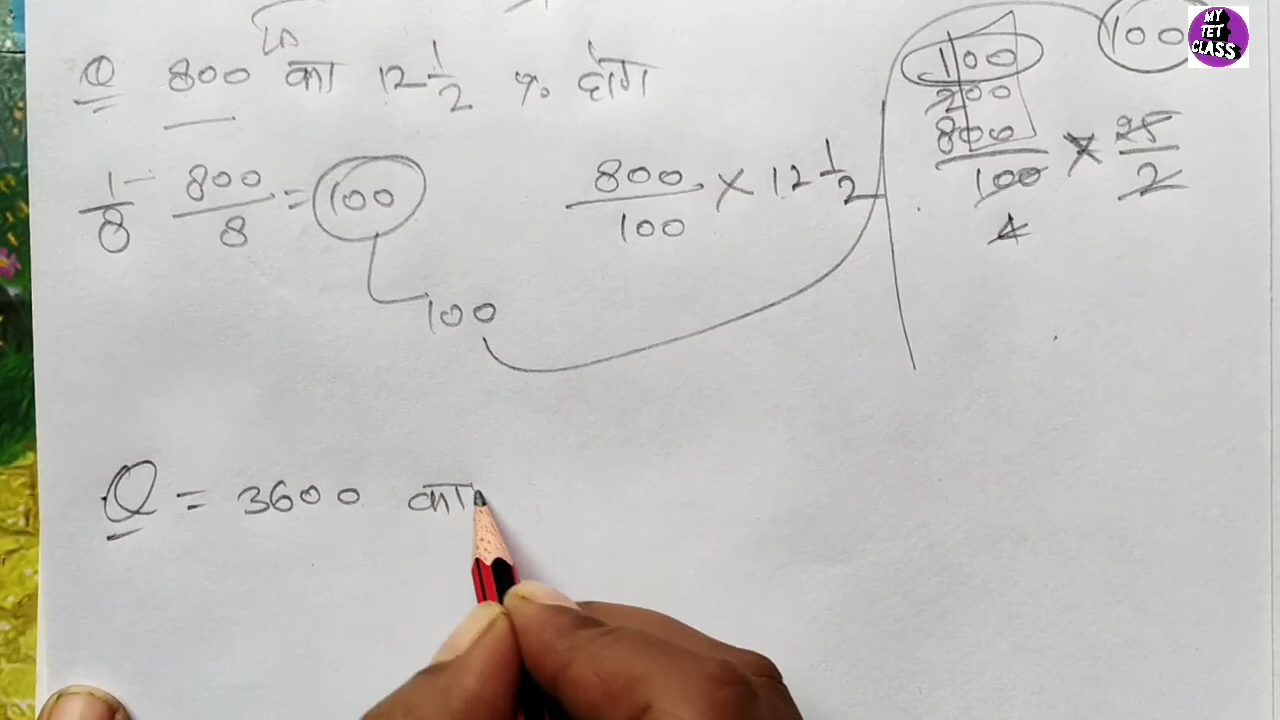 Q 800 का 12 1/2 % होगा
1/8 800/8 = 100
100
800/100 × 12 1/2
100
200
800/100 × 25/2
4
100
Q = 3600 का
MY
TET
CLASS